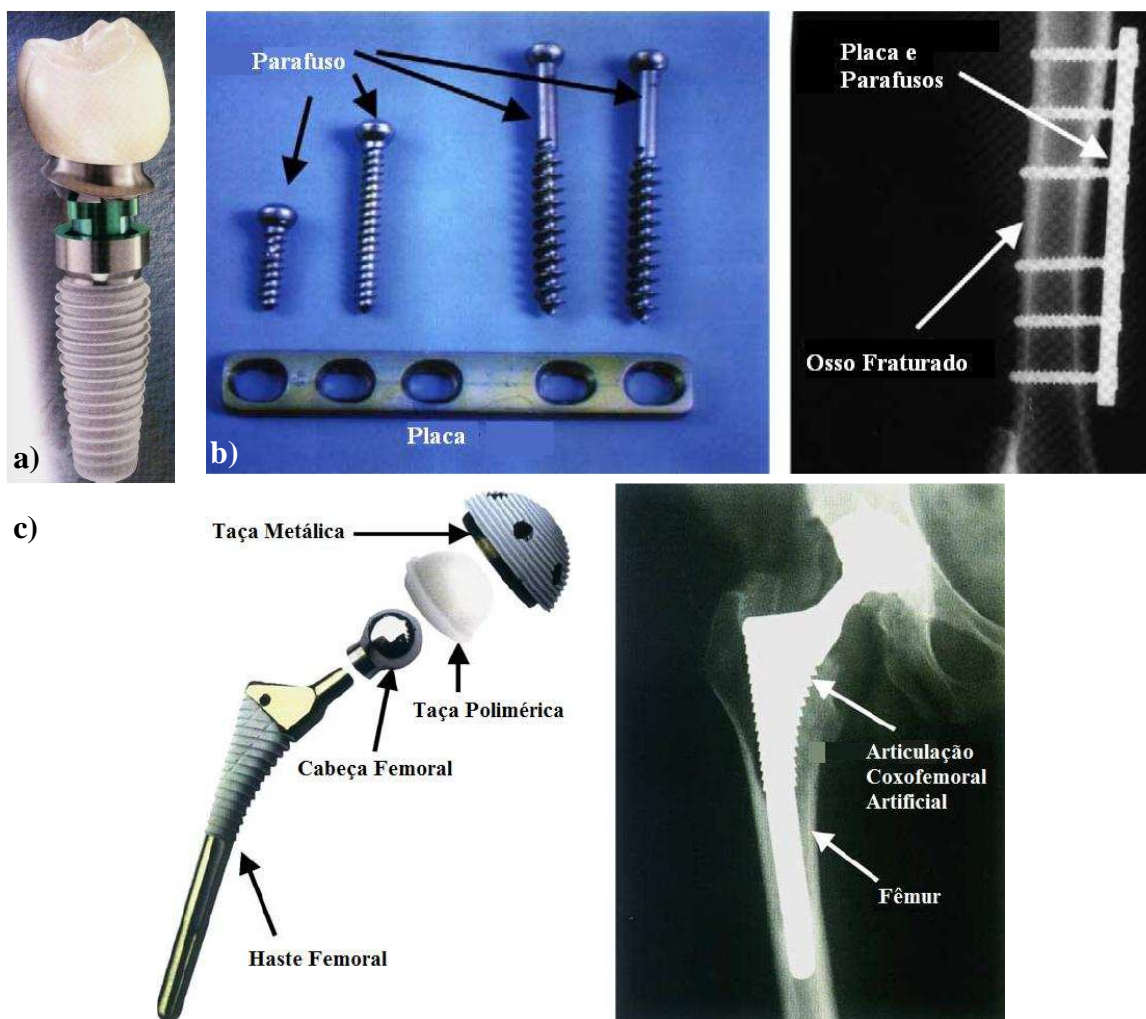 Parafuso
Placa
Placa e
Parafusos
Osso Fraturado
a)
b)
c)
Taça Metálica
Taça Polimérica
Cabeça Femoral
Haste Femoral
Articulação
Coxofemoral
Artificial
Fêmur